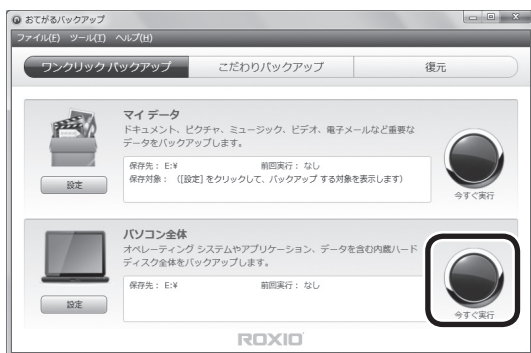 おてがるバックアップ
ファイル(F) ツール(T) ヘルプ(H)
ワンクリックバックアップ こだわりバックアップ 復元
マイ データ
ドキュメント、ピクチャ、ミュージック、ビデオ、電子メールなど重要な
データをバックアップします。
保存先： E:¥ 前回実行： なし
保存対象： （[設定] をクリックして、バックアップ する対象を表示します）
設定
今すぐ実行
パソコン全体
オペレーティング システムやアプリケーション、データを含む内蔵ハード
ディスク全体をバックアップします。
保存先： E:¥ 前回実行： なし
設定
今すぐ実行
ROXIO